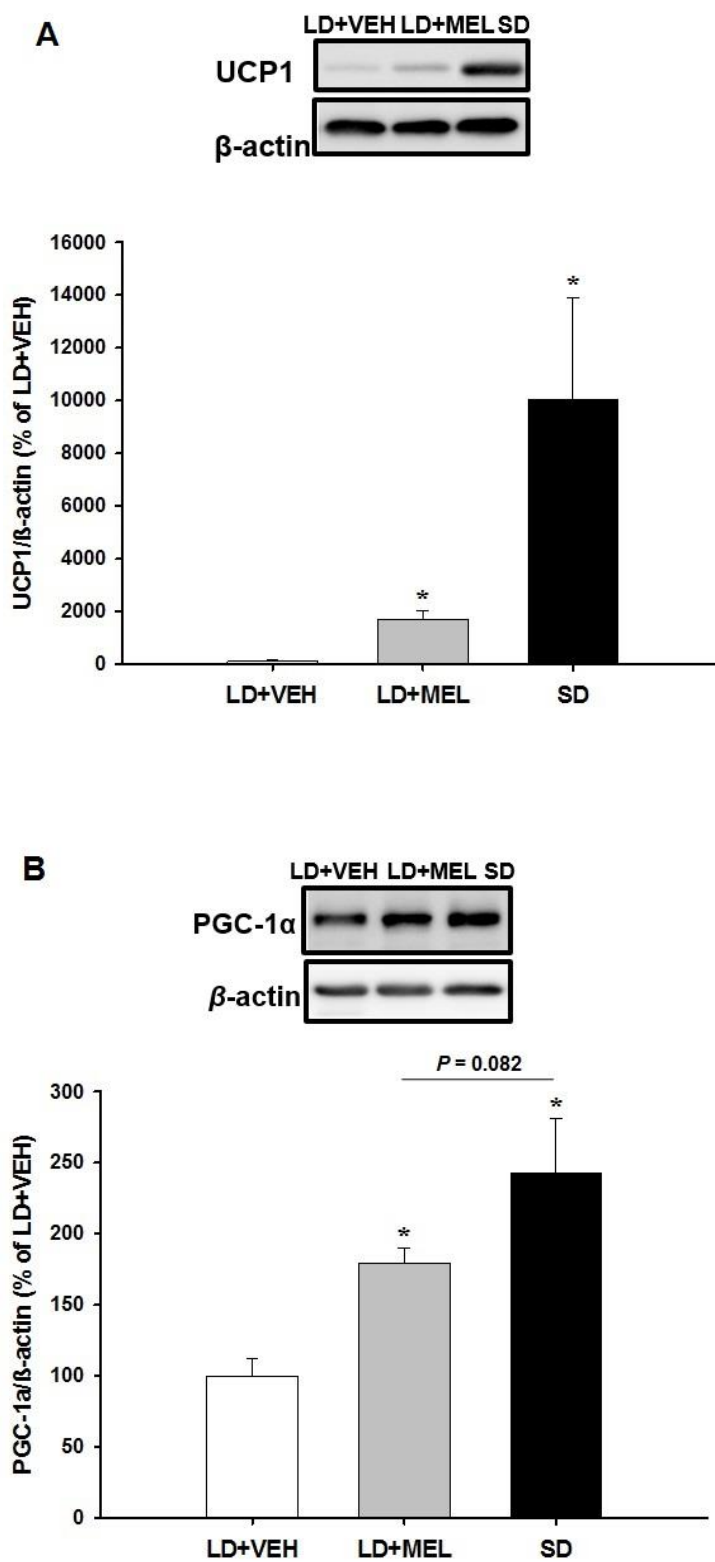 A
LD+VEH LD+MEL SD
UCP1
β-actin
UCP1/ß-actin (% of LD+VEH)
16000
14000
12000
10000
8000
6000
4000
2000
0
*
*
LD+VEH LD+MEL SD
B
LD+VEH LD+MEL SD
PGC-1α
β-actin
P = 0.082
PGC-1a/ß-actin (% of LD+VEH)
300
250
200
150
100
50
0
*
*
LD+VEH LD+MEL SD